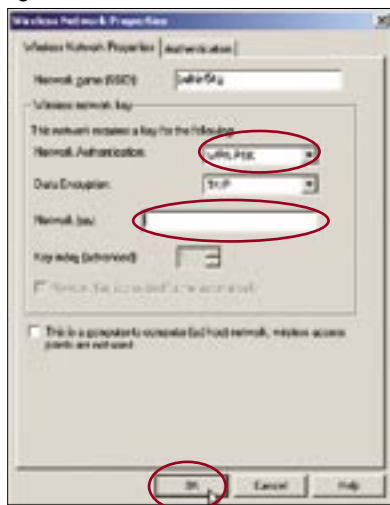 Wireless Network Properties
Wireless Network Properties Authentication
Network name (SSID):
Wireless network key
This network requires a key for the following:
Network Authentication: WPA-PSK
Data Encryption: TKIP
Network key:
Key index (advanced):
This is a computer-to-computer (ad hoc) network; wireless access
points are not used
OK Cancel Help